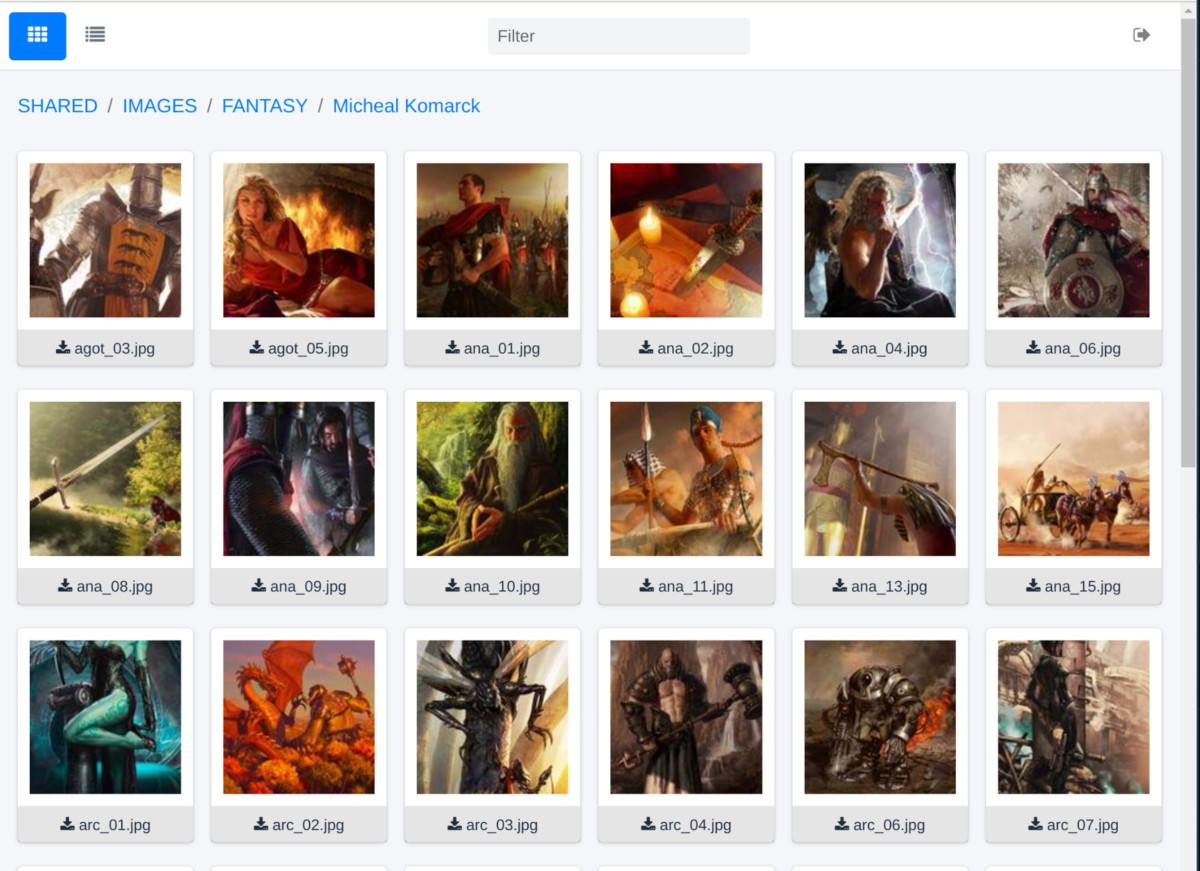 Filter
SHARED / IMAGES / FANTASY / Micheal Komarck
agot_03.jpg agot_05.jpg ana_01.jpg ana_02.jpg ana_04.jpg ana_06.jpg
ana_08.jpg ana_09.jpg ana_10.jpg ana_11.jpg ana_13.jpg ana_15.jpg
arc_01.jpg arc_02.jpg arc_03.jpg arc_04.jpg arc_06.jpg arc_07.jpg